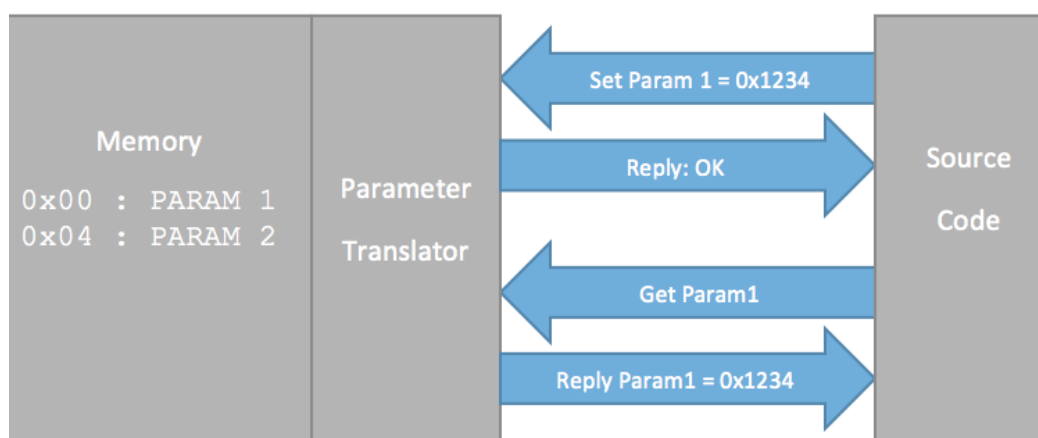 Memory
0x00 : PARAM 1
0x04 : PARAM 2
Parameter
Translator
Set Param 1 = 0x1234
Reply: OK
Get Param1
Reply Param1 = 0x1234
Source
Code